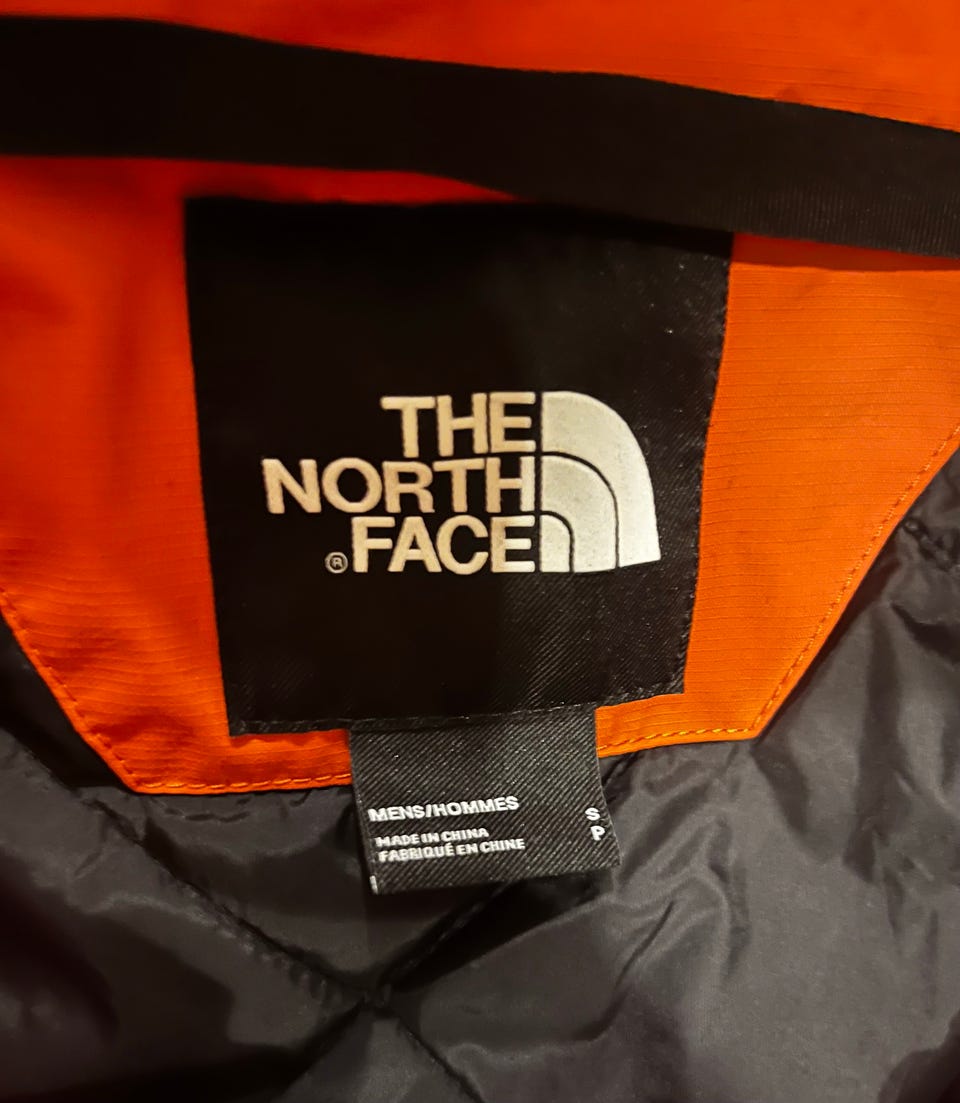 THE
NORTH
® FACE
MENS/HOMMES S
P
MADE IN CHINA
FABRIQUÉ EN CHINE